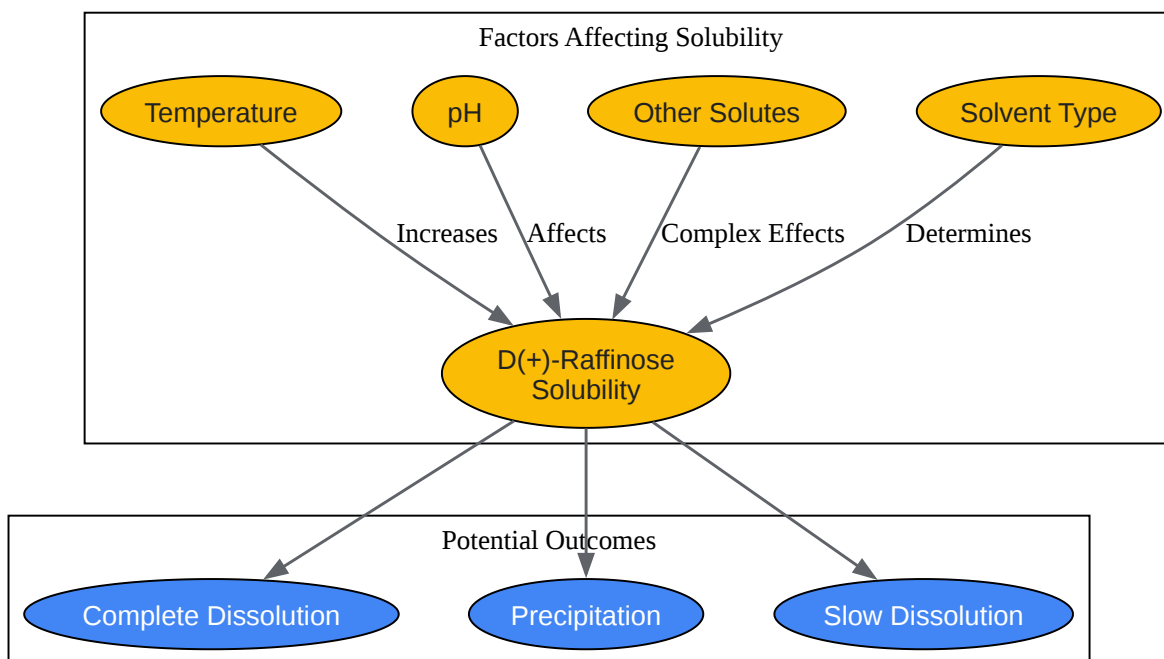 Factors Affecting Solubility
Temperature
pH
Other Solutes
Solvent Type
Increases
Affects
Complex Effects
Determines
D(+)-Raffinose
Solubility
Potential Outcomes
Complete Dissolution
Precipitation
Slow Dissolution